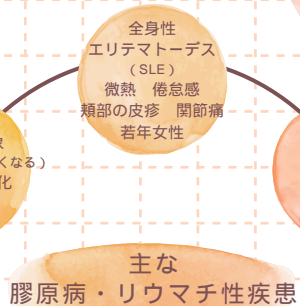 全身性
エリテマトーデス
（SLE）
微熱　倦怠感
頬部の皮疹　関節痛
若年女性
くなる）
化
主な
膠原病・リウマチ性疾患